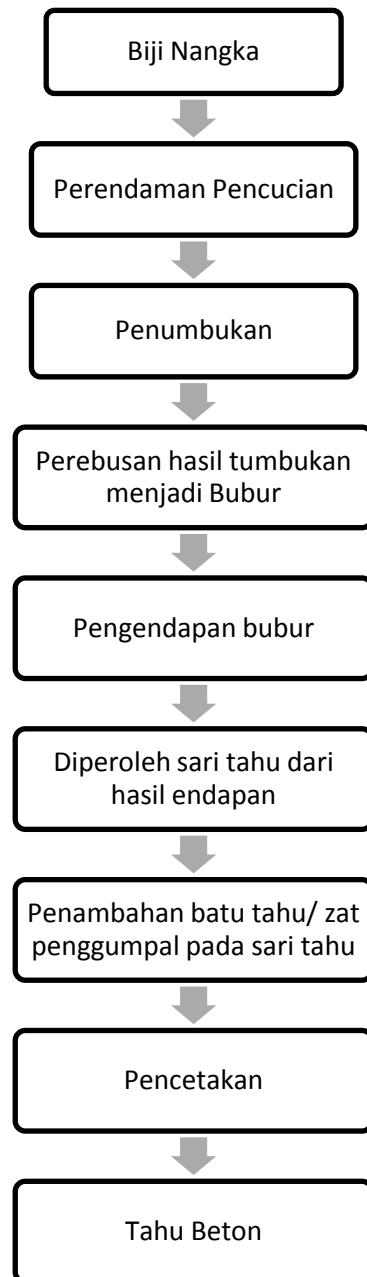 Biji Nangka
Perendaman Pencucian
Penumbukan
Perebusan hasil tumbukan
menjadi Bubur
Pengendapan bubur
Diperoleh sari tahu dari
hasil endapan
Penambahan batu tahu/ zat
penggumpal pada sari tahu
Pencetakan
Tahu Beton